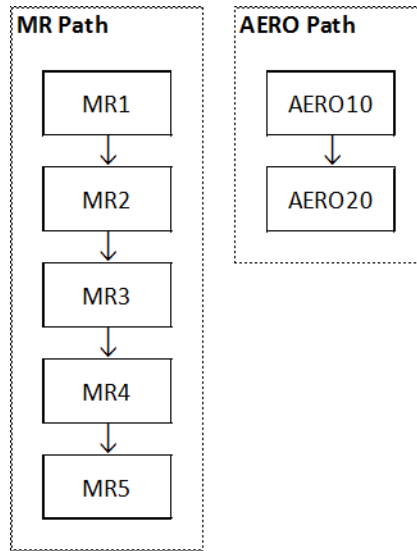 MR Path
MR1
MR2
MR3
MR4
MR5
AERO Path
AERO10
AERO20